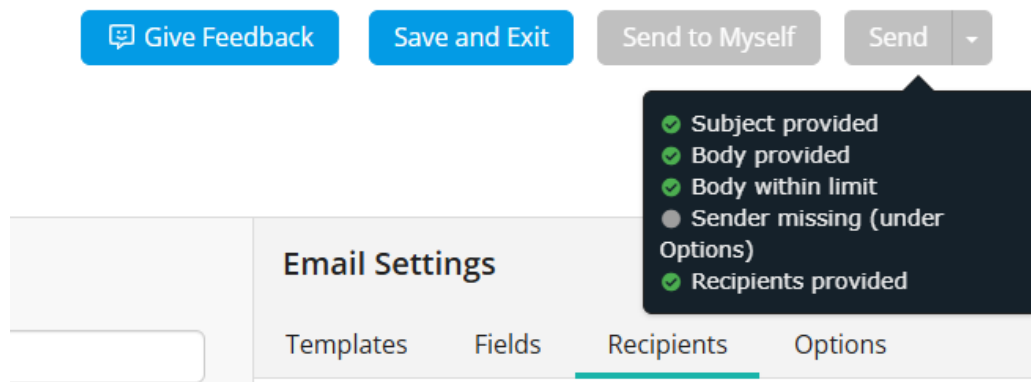 Give Feedback
Save and Exit
Send to Myself
Send
Subject provided
Body provided
Body within limit
Sender missing (under
Options)
Recipients provided
Email Settings
Templates
Fields
Recipients
Options